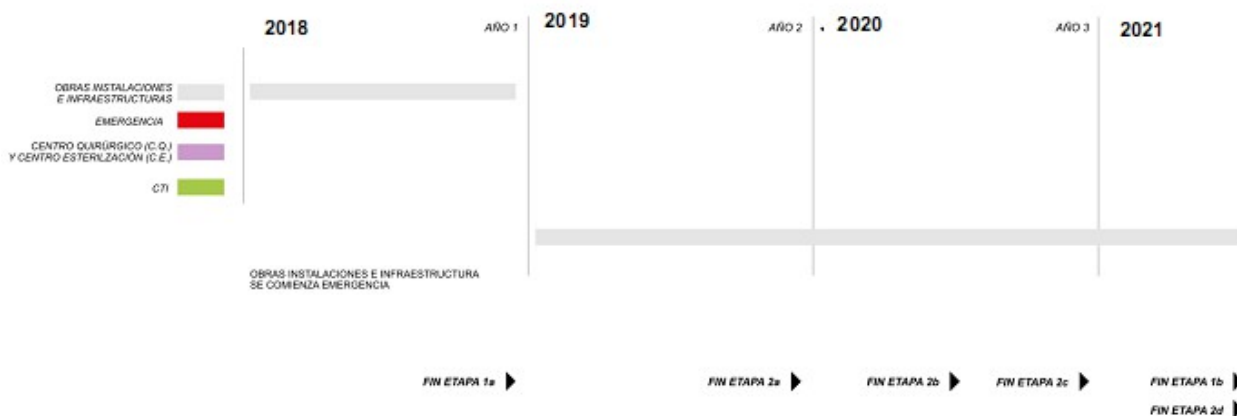 2018
AÑO 1
2019
AÑO 2
. 2020
AÑO 3
2021
OBRAS INSTALACIONES
E INFRAESTRUCTURAS
EMERGENCIA
CENTRO QUIRÚRGICO (C.Q.)
Y CENTRO ESTERILZACIÓN (C.E.)
CTI
OBRAS INSTALACIONES E INFRAESTRUCTURA
SE COMIENZA EMERGENCIA
FIN ETAPA 1a
FIN ETAPA 2a
FIN ETAPA 2b
FIN ETAPA 2c
FIN ETAPA 1b
FIN ETAPA 2d